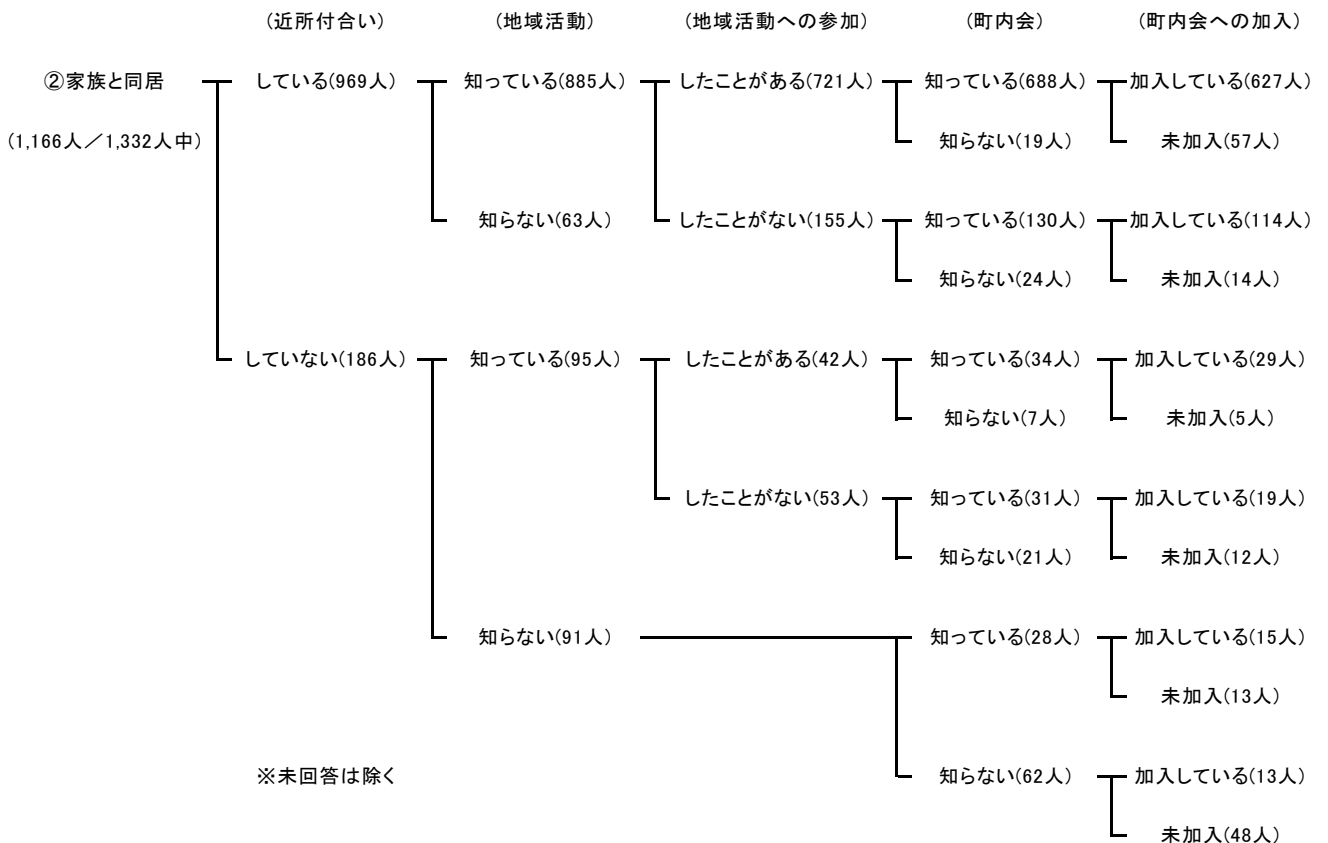 (近所付合い) (地域活動) (地域活動への参加) (町内会) (町内会への加入)
②家族と同居 している(969人) 知っている(885人) したことがある(721人) 知っている(688人) 加入している(627人)
(1,166人／1,332人中) 知らない(19人) 未加入(57人)
知らない(63人) したことがない(155人) 知っている(130人) 加入している(114人)
知らない(24人) 未加入(14人)
していない(186人) 知っている(95人) したことがある(42人) 知っている(34人) 加入している(29人)
知らない(7人) 未加入(5人)
したことがない(53人) 知っている(31人) 加入している(19人)
知らない(21人) 未加入(12人)
知らない(91人) 知っている(28人) 加入している(15人)
未加入(13人)
※未回答は除く 知らない(62人) 加入している(13人)
未加入(48人)